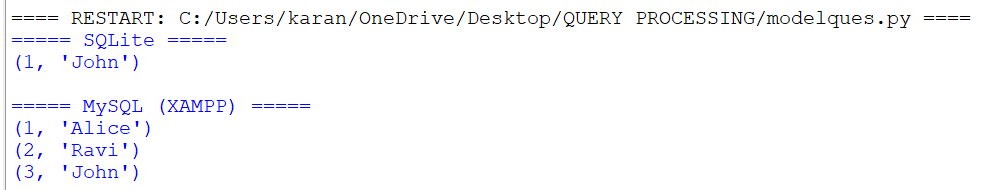 ==== RESTART: C:/Users/karan/OneDrive/Desktop/QUERY PROCESSING/modelques.py ====
===== SQLite =====
(1, 'John')
===== MySQL (XAMPP) =====
(1, 'Alice')
(2, 'Ravi')
(3, 'John')